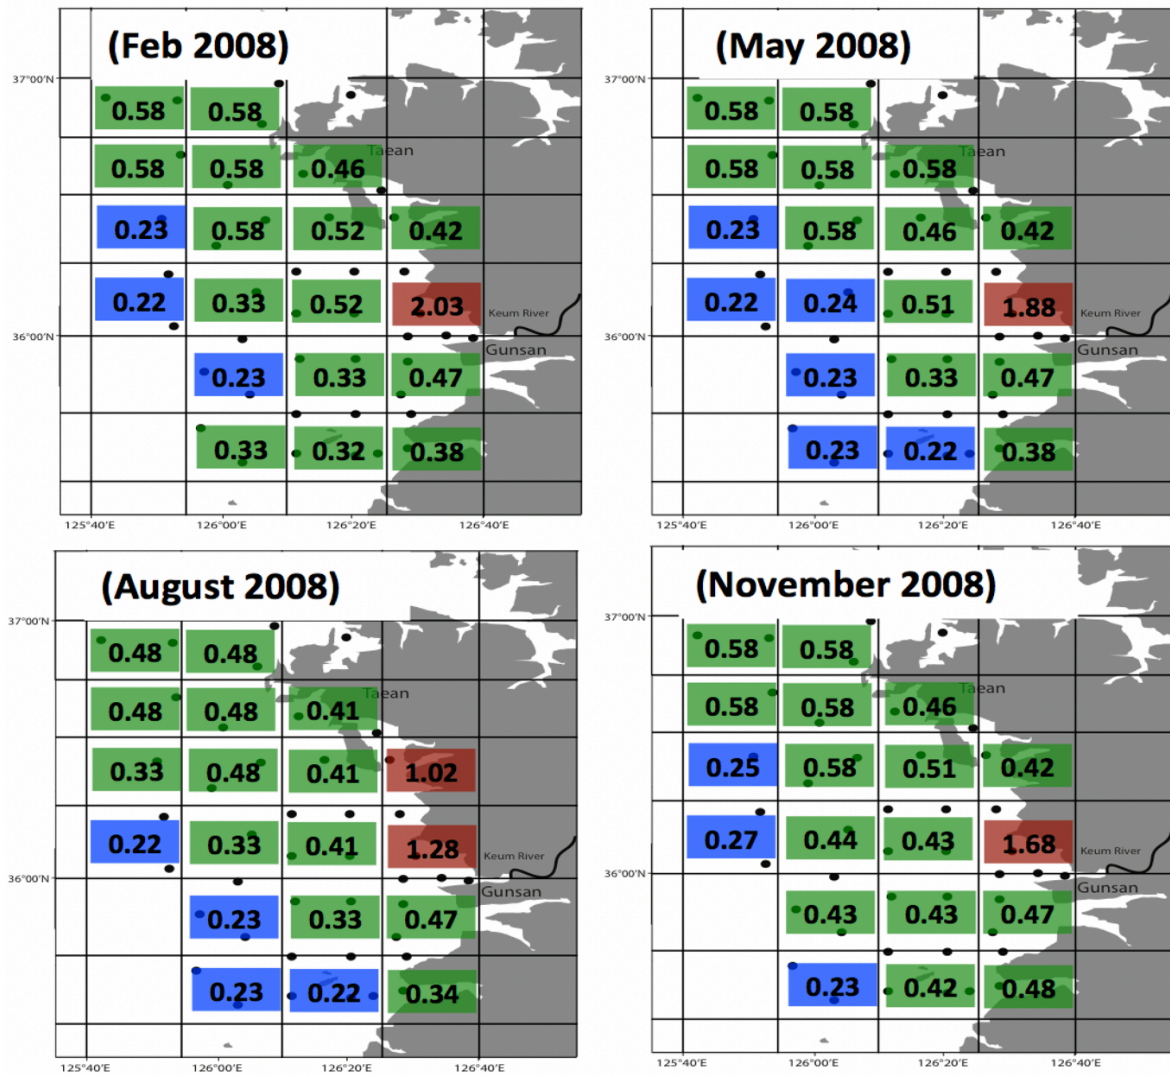 (Feb 2008)
37°00'N
0.58 0.58
0.58 0.58 0.46
Taean
0.23 0.58 0.52 0.42
0.22 0.33 0.52 2.03
Keum River
36°00'N
Gunsan
0.23 0.33 0.47
0.33 0.32 0.38
125°40'E 126°00'E 126°20'E 126°40'E
(May 2008)
37°00'N
0.58 0.58
0.58 0.58 0.58
Taean
0.23 0.58 0.46 0.42
0.22 0.24 0.51 1.88
Keum River
36°00'N
Gunsan
0.23 0.33 0.47
0.23 0.22 0.38
125°40'E 126°00'E 126°20'E 126°40'E
(August 2008)
37°00'N
0.48 0.48
0.48 0.48 0.41
Taean
0.33 0.48 0.41 1.02
0.22 0.33 0.41 1.28
Keum River
36°00'N
Gunsan
0.23 0.33 0.47
0.23 0.22 0.34
125°40'E 126°00'E 126°20'E 126°40'E
(November 2008)
37°00'N
0.58 0.58
0.58 0.58 0.46
Taean
0.25 0.58 0.51 0.42
0.27 0.44 0.43 1.68
Keum River
36°00'N
Gunsan
0.43 0.43 0.47
0.23 0.42 0.48
125°40'E 126°00'E 126°20'E 126°40'E